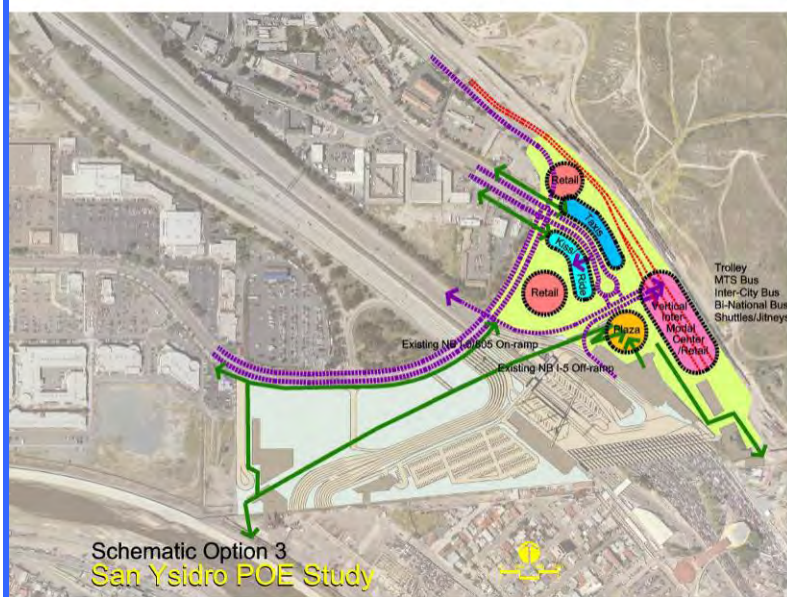 Retail
Taxis
Kiss/
Ride
Retail
Trolley
MTS Bus
Inter-City Bus
Bi-National Bus
Shuttles/Jitneys
Vertical
Inter-
Modal
Center
/Retail
Plaza
Existing NB I-5/805 On-ramp
Existing NB I-5 Off-ramp
Schematic Option 3
San Ysidro POE Study